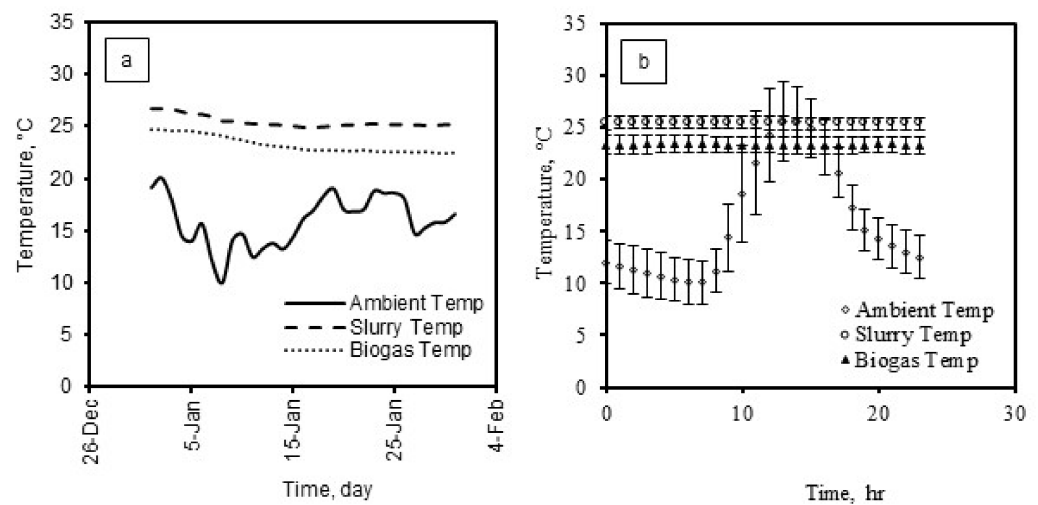 a
35
30
25
20
15
10
5
0
Temperature, °C
Ambient Temp
Slurry Temp
Biogas Temp
26-Dec
5-Jan
15-Jan
25-Jan
4-Feb
Time, day
b
35
30
25
20
15
10
5
0
Temperature, °C
Ambient Temp
Slurry Temp
Biogas Temp
0
10
20
30
Time, hr